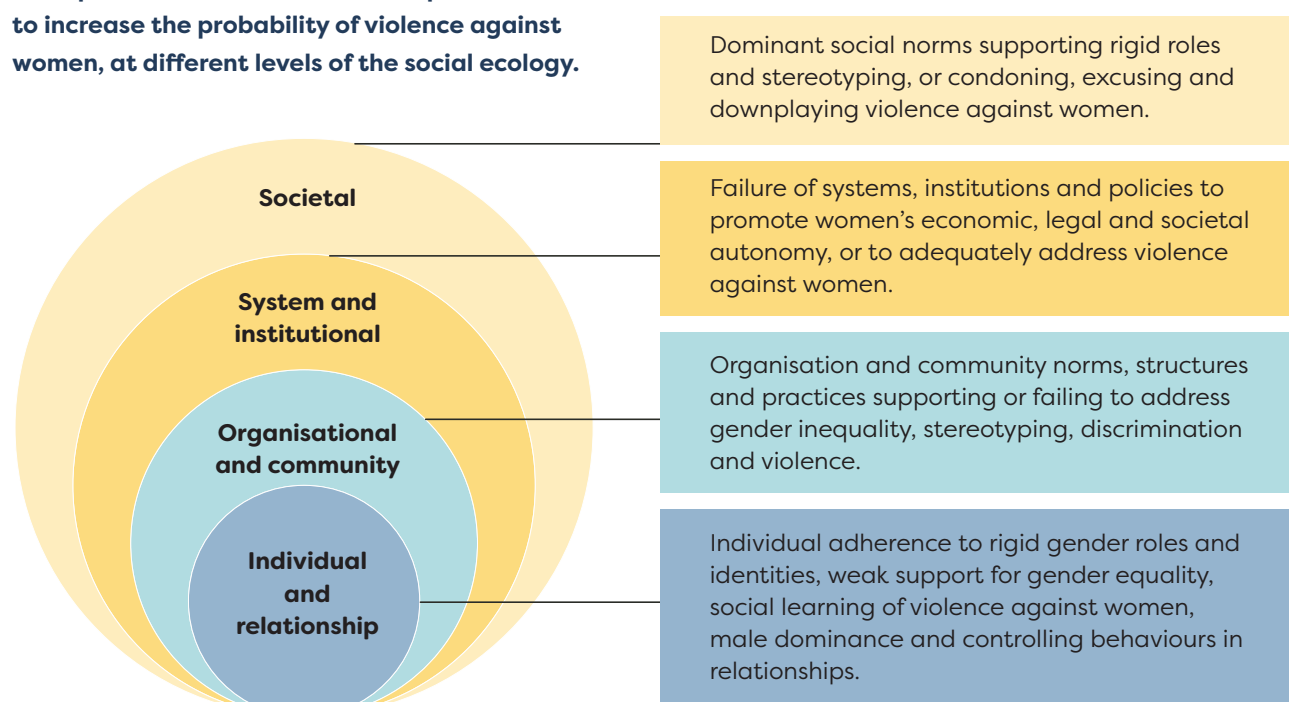 to increase the probability of violence against
women, at different levels of the social ecology.
Societal
System and
institutional
Organisational
and community
Individual
and
relationship
Dominant social norms supporting rigid roles
and stereotyping, or condoning, excusing and
downplaying violence against women.
Failure of systems, institutions and policies to
promote women’s economic, legal and societal
autonomy, or to adequately address violence
against women.
Organisation and community norms, structures
and practices supporting or failing to address
gender inequality, stereotyping, discrimination
and violence.
Individual adherence to rigid gender roles and
identities, weak support for gender equality,
social learning of violence against women,
male dominance and controlling behaviours in
relationships.